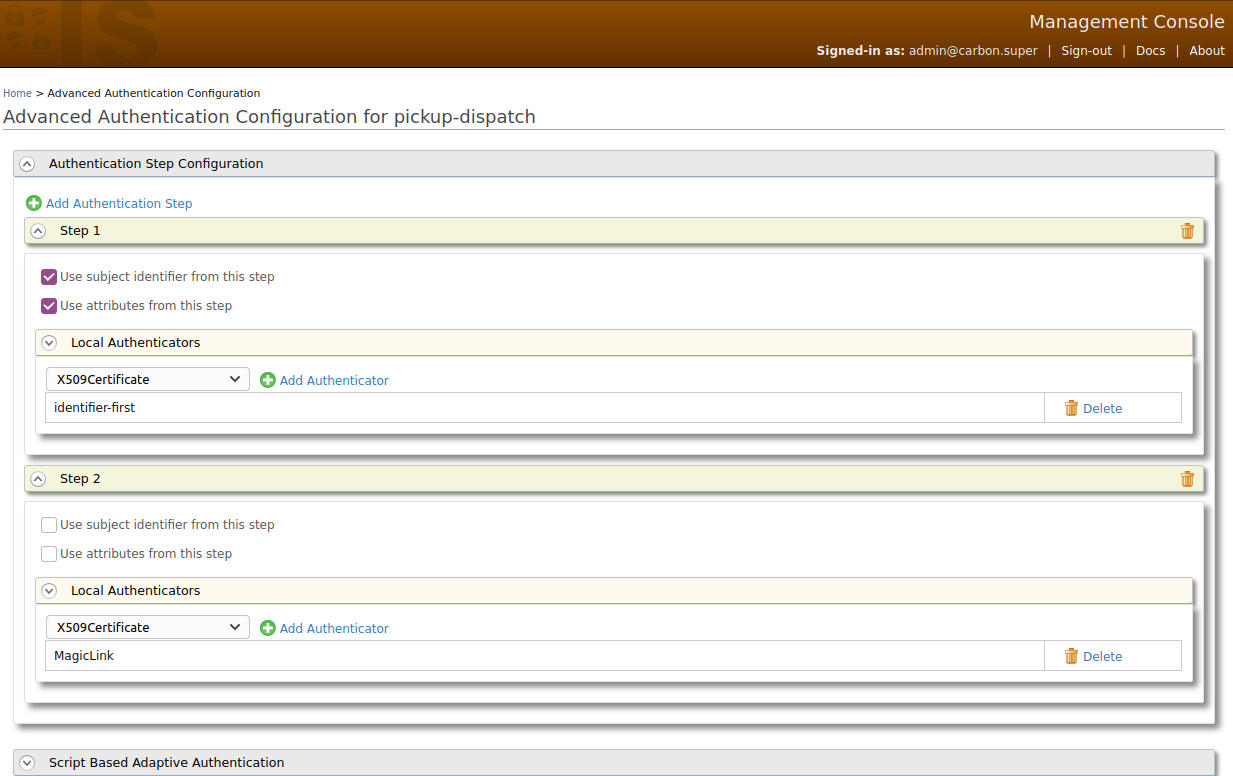 IS
Management Console
Signed-in as: admin@carbon.super | Sign-out | Docs | About
Home > Advanced Authentication Configuration
Advanced Authentication Configuration for pickup-dispatch
Authentication Step Configuration
Add Authentication Step
Step 1
Use subject identifier from this step
Use attributes from this step
Local Authenticators
X509Certificate Add Authenticator
identifier-first Delete
Step 2
Use subject identifier from this step
Use attributes from this step
Local Authenticators
X509Certificate Add Authenticator
MagicLink Delete
Script Based Adaptive Authentication